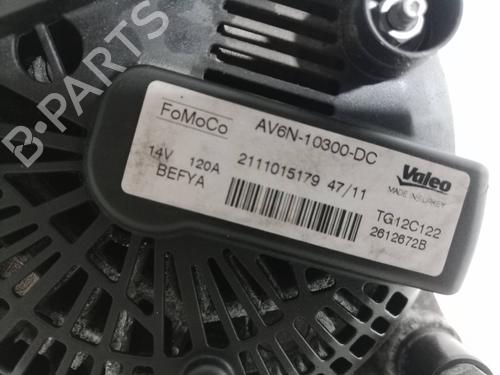 B-PARTS
FoMoCo
AV6N-10300-DC
14V 120A
2111015179 47/11
BEFYA
Valeo
MADE IN TURKEY
TG12C122
2612672B